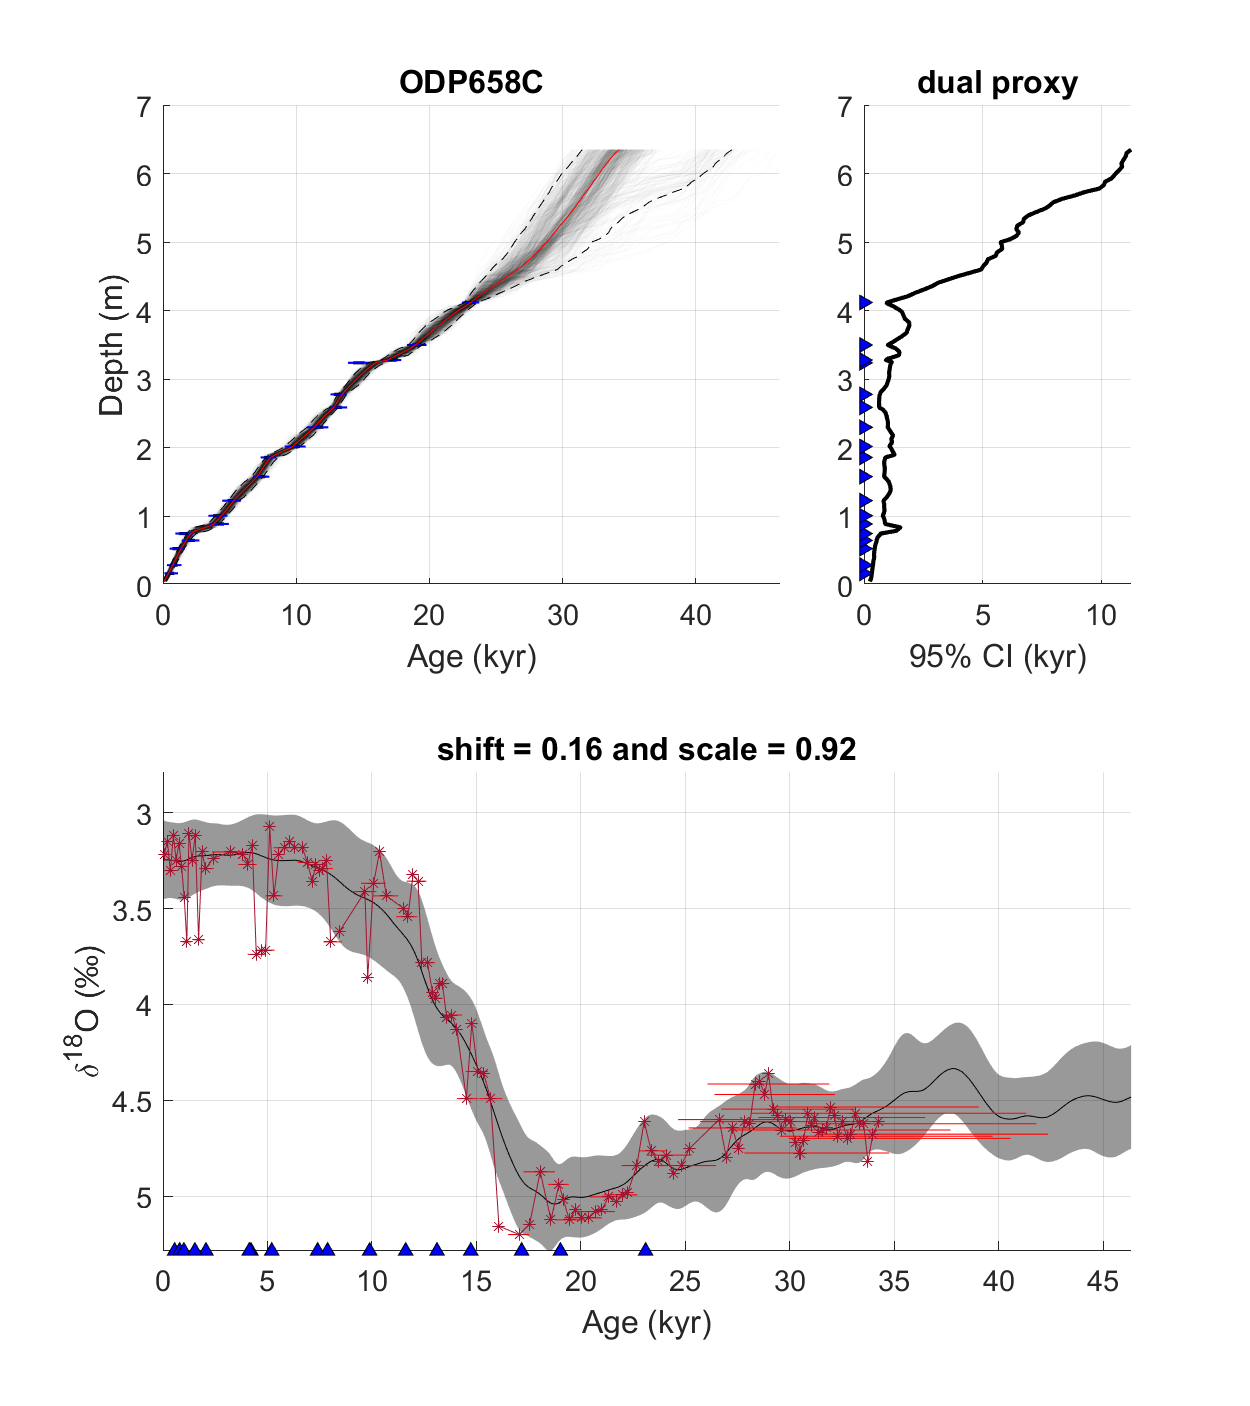 ODP658C
dual proxy
7
6
5
4
3
2
1
0
Depth (m)
0 10 20 30 40
Age (kyr)
7
6
5
4
3
2
1
0
0 5 10
95% CI (kyr)
shift = 0.16 and scale = 0.92
3
3.5
4
4.5
5
δ18O (‰)
0 5 10 15 20 25 30 35 40 45
Age (kyr)